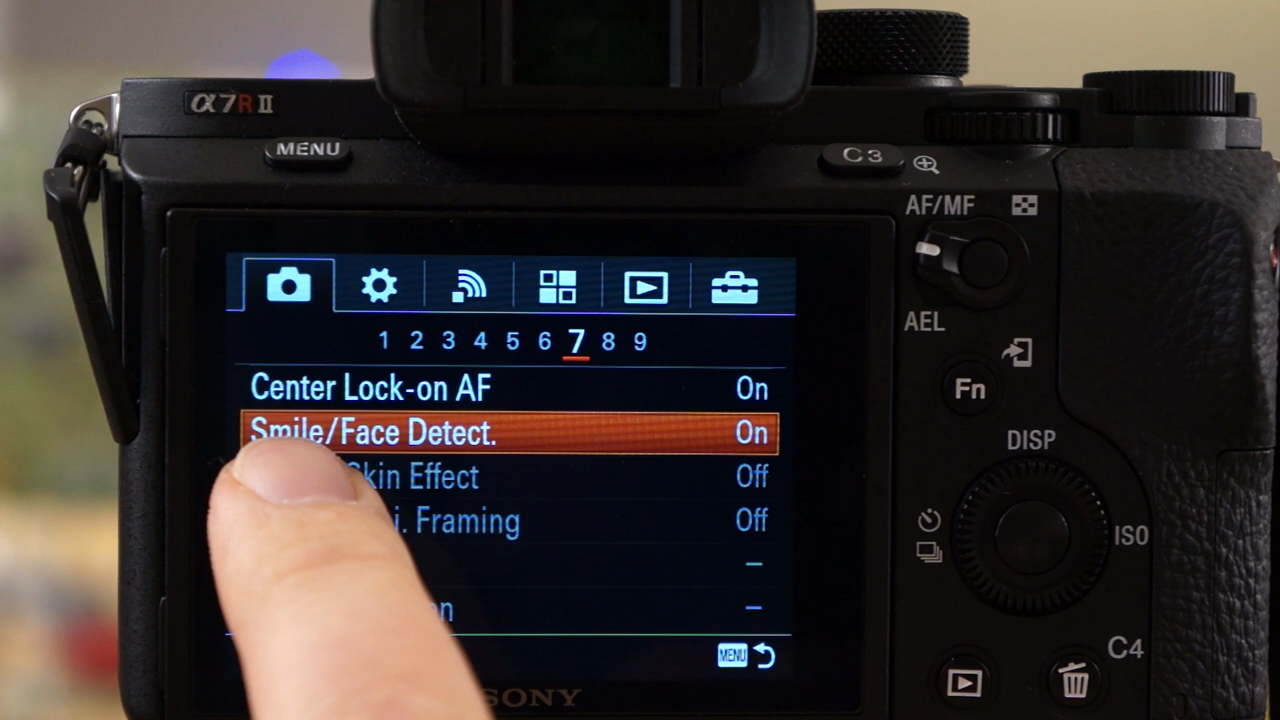 α7RII
MENU
C3
AF/MF
1 2 3 4 5 6 7 8 9
AEL
Center Lock-on AF On
Fn
Smile/Face Detect. On
DISP
Skin Effect Off
i. Framing Off
ISO
–
n –
MENU
C4
SONY